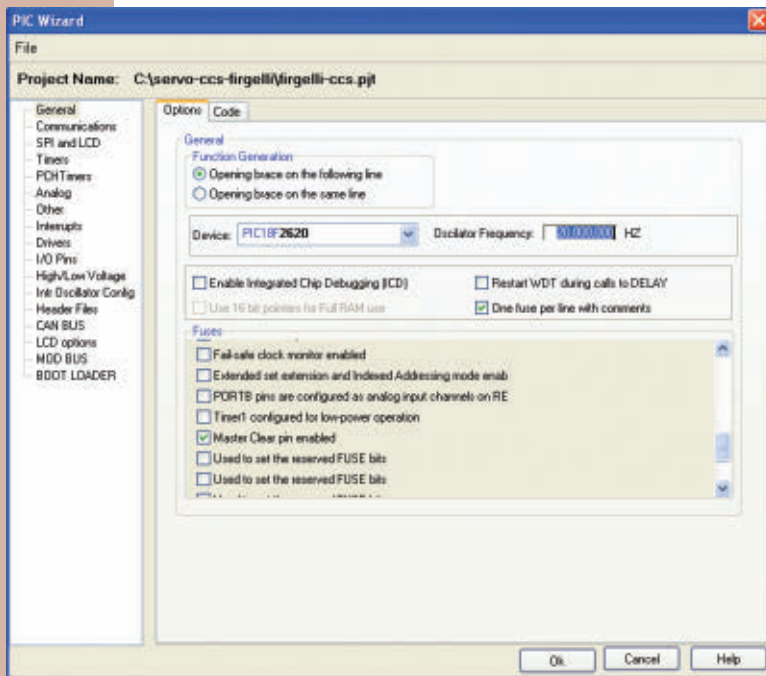 PIC Wizard
File
Project Name: C:\servo-ccs-firgelli\firgelli-ccs.pjt
General
Communications
SPI and LCD
Timers
PCH Timers
Analog
Other
Interrupts
Drivers
I/O Pins
High/Low Voltage
Intr Oscillator Config
Header Files
CAN BUS
LCD options
MOD BUS
BOOT LOADER
Options Code
General
Function Generation
Opening brace on the following line
Opening brace on the same line
Device: PIC18F2620 Oscilator Frequency: 20,000,000 HZ
Enable Integrated Chip Debugging (ICD) Restart WDT during calls to DELAY
Use 16 bit pointers for Full RAM use One fuse per line with comments
Fuses
Fail-safe clock monitor enabled
Extended set extension and Indexed Addressing mode enab
PORTB pins are configured as analog input channels on RE
Timer1 configured for low-power operation
Master Clear pin enabled
Used to set the reserved FUSE bits
Used to set the reserved FUSE bits
Ok Cancel Help